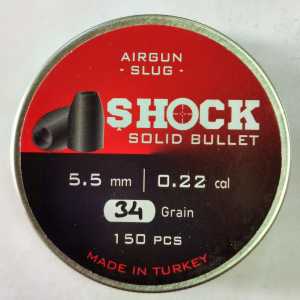 AIRGUN
- SLUG -
ŞHOCK
SOLID BULLET
5.5 mm | 0.22 cal
34 Grain
150 PCS
MADE IN TURKEY